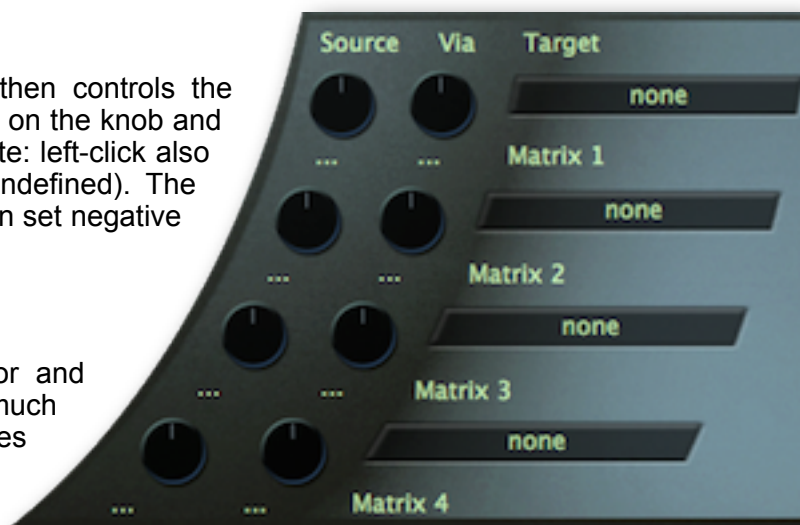 then controls the
on the knob and
te: left-click also
ndefined). The
n set negative
or and
much
es
Source Via Target
none
... ... Matrix 1
none
... ... Matrix 2
none
... ... Matrix 3
none
... ... Matrix 4